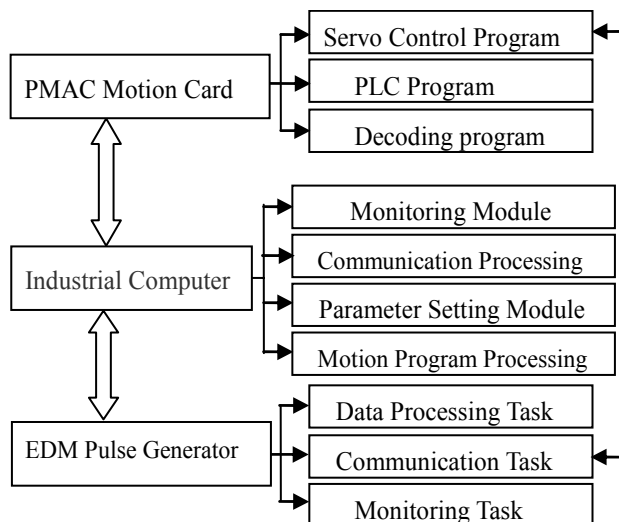 Servo Control Program
PMAC Motion Card
PLC Program
Decoding program
Monitoring Module
Communication Processing
Industrial Computer
Parameter Setting Module
Motion Program Processing
Data Processing Task
EDM Pulse Generator
Communication Task
Monitoring Task